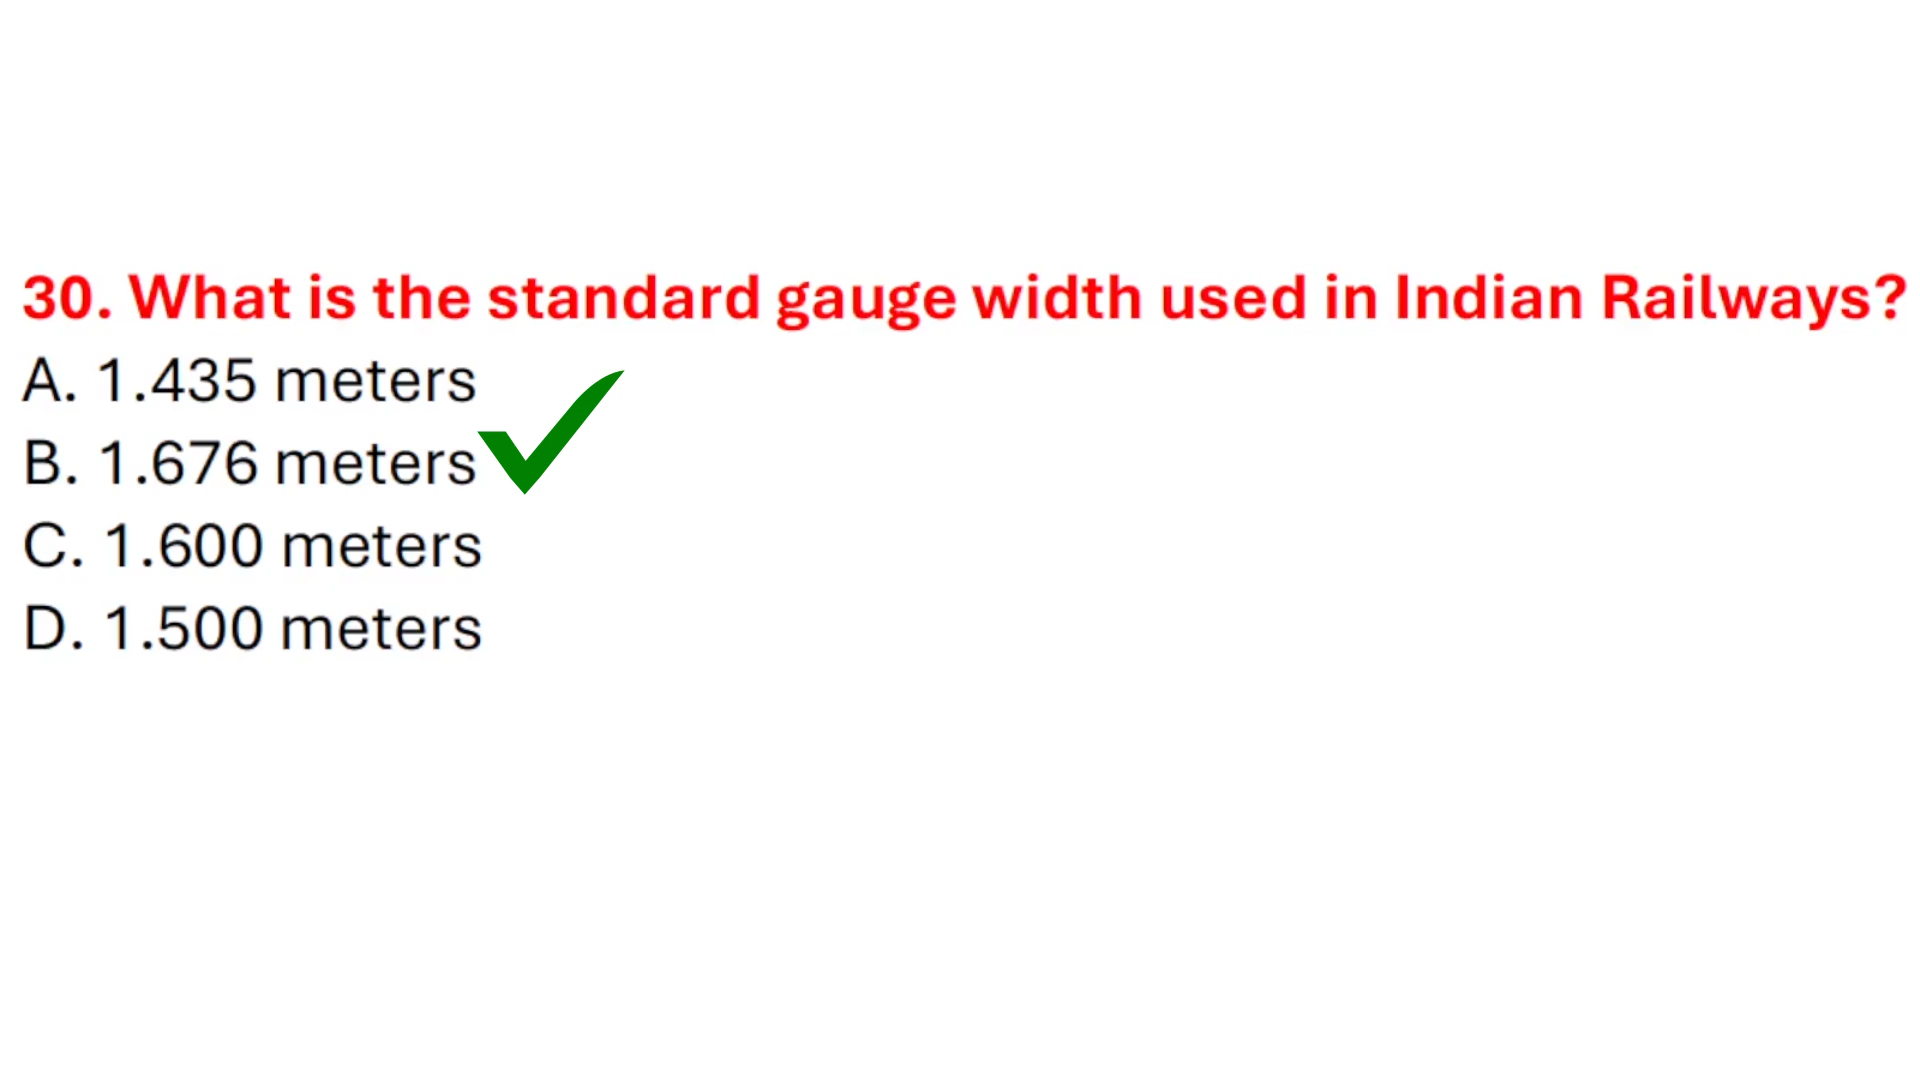 30. What is the standard gauge width used in Indian Railways?
A. 1.435 meters
B. 1.676 meters
C. 1.600 meters
D. 1.500 meters